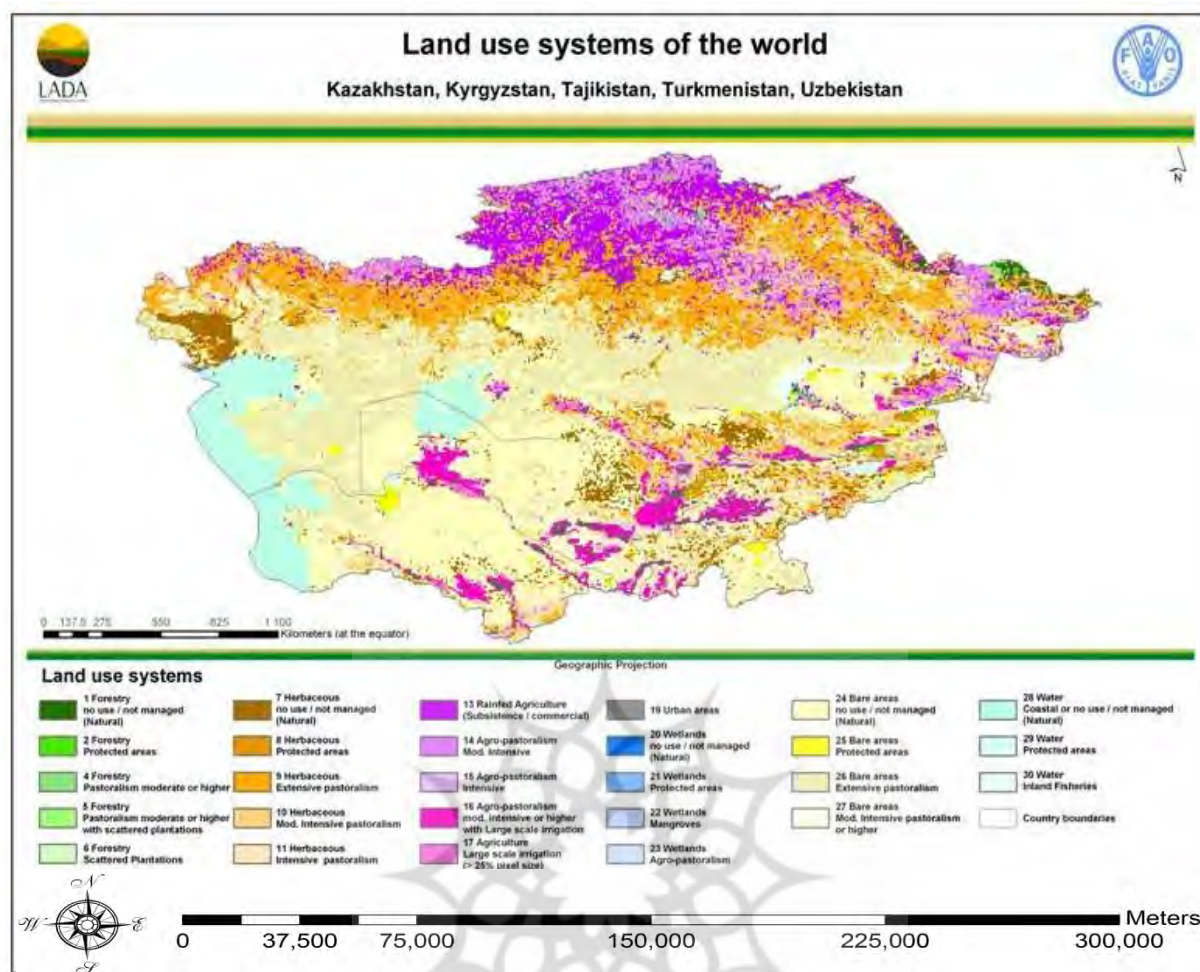 Land use systems of the world
Kazakhstan, Kyrgyzstan, Tajikistan, Turkmenistan, Uzbekistan
LADA
F A O
FIAT PANIS
N
0 137.5 275 550 825 1 100
Kilometers (at the equator)
Geographic Projection
Land use systems
1 Forestry
no use / not managed
(Natural)
2 Forestry
Protected areas
4 Forestry
Pastoralism moderate or higher
5 Forestry
Pastoralism moderate or higher
with scattered plantations
6 Forestry
Scattered Plantations
7 Herbaceous
no use / not managed
(Natural)
8 Herbaceous
Protected areas
9 Herbaceous
Extensive pastoralism
10 Herbaceous
Mod. Intensive pastoralism
11 Herbaceous
Intensive pastoralism
13 Rainfed Agriculture
(Subsistence / commercial)
14 Agro-pastoralism
Mod. Intensive
15 Agro-pastoralism
Intensive
16 Agro-pastoralism
mod. intensive or higher
with Large scale irrigation
17 Agriculture
Large scale irrigation
(> 25% pixel size)
19 Urban areas
20 Wetlands
no use / not managed
(Natural)
21 Wetlands
Protected areas
22 Wetlands
Mangroves
23 Wetlands
Agro-pastoralism
24 Bare areas
no use / not managed
(Natural)
25 Bare areas
Protected areas
26 Bare areas
Extensive pastoralism
27 Bare areas
Mod. Intensive pastoralism
or higher
28 Water
Coastal or no use / not managed
(Natural)
29 Water
Protected areas
30 Water
Inland Fisheries
Country boundaries
N
W E
S
Meters
0 37,500 75,000 150,000 225,000 300,000